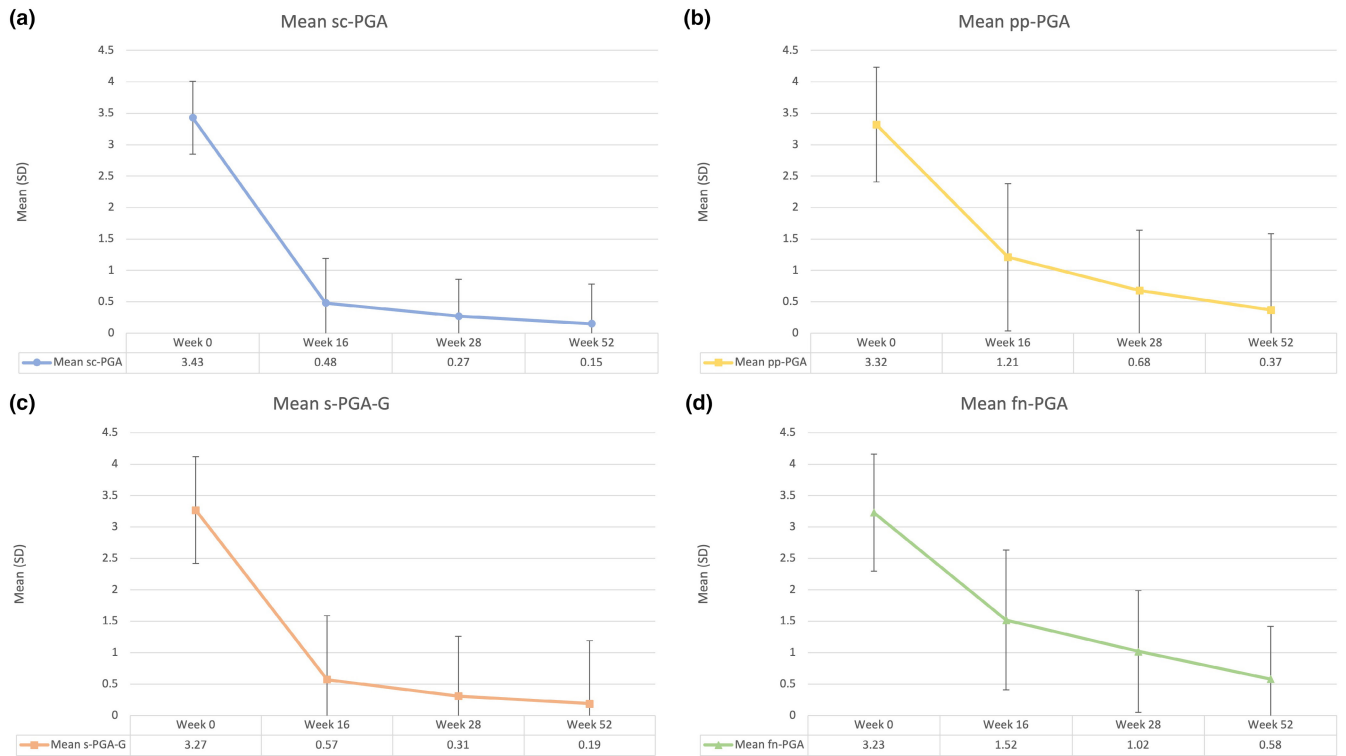 (a)
Mean sc-PGA
4.5
4
3.5
3
2.5
2
1.5
1
0.5
0
Mean (SD)
Week 0 Week 16 Week 28 Week 52
Mean sc-PGA 3.43 0.48 0.27 0.15
(b)
Mean pp-PGA
4.5
4
3.5
3
2.5
2
1.5
1
0.5
0
Mean (SD)
Week 0 Week 16 Week 28 Week 52
Mean pp-PGA 3.32 1.21 0.68 0.37
(c)
Mean s-PGA-G
4.5
4
3.5
3
2.5
2
1.5
1
0.5
0
Mean (SD)
Week 0 Week 16 Week 28 Week 52
Mean s-PGA-G 3.27 0.57 0.31 0.19
(d)
Mean fn-PGA
4.5
4
3.5
3
2.5
2
1.5
1
0.5
0
Mean (SD)
Week 0 Week 16 Week 28 Week 52
Mean fn-PGA 3.23 1.52 1.02 0.58